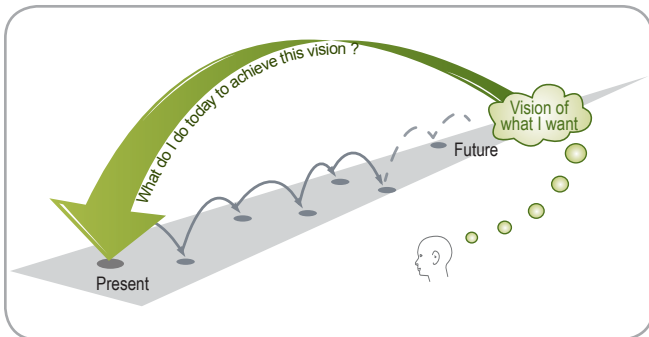 What do I do today to achieve this vision ?
Vision of
what I want
Future
Present